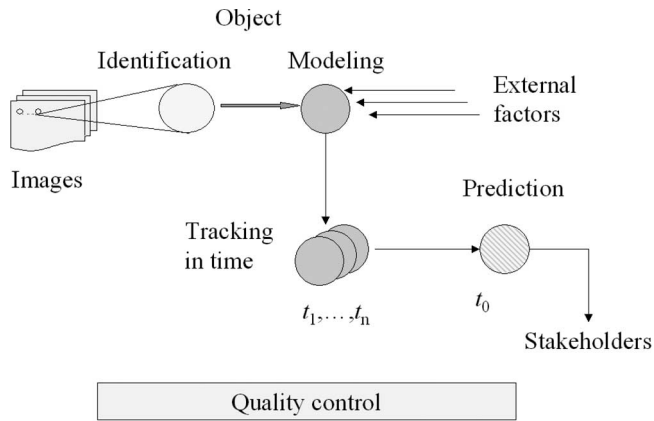 Object
Identification
Modeling
External
factors
Images
Prediction
Tracking
in time
t1,...,tn
t0
Stakeholders
Quality control